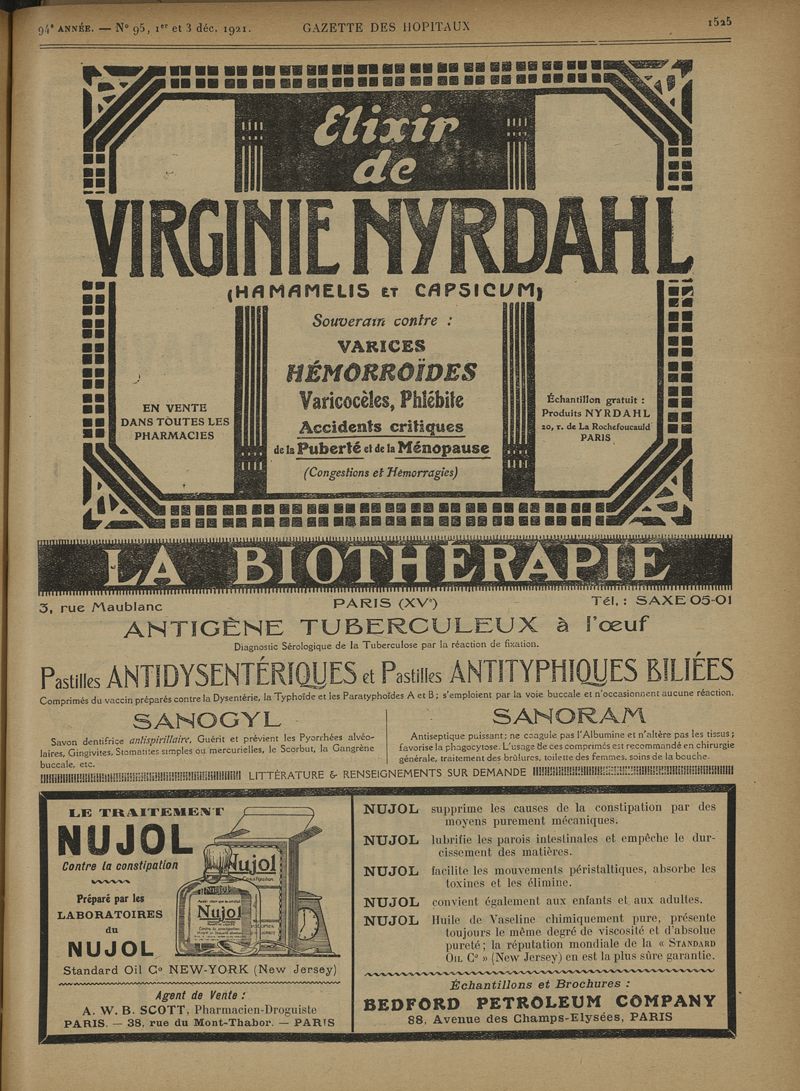 94e ANNÉE. — No 95, 1er et 3 déc. 1921. GAZETTE DES HOPITAUX 1525
Elixir
de
VIRGINIE NYRDAHL
(HAMAMELIS ET CAPSICUM)
Souverain contre :
VARICES
HÉMORROÏDES
Varicocèles, Phlébite
Accidents critiques
de la Puberté et de la Ménopause
(Congestions et Hémorragies)
EN VENTE
DANS TOUTES LES
PHARMACIES
Échantillon gratuit :
Produits NYRDAHL
20, r. de La Rochefoucauld
PARIS
LA BIOTHÉRAPIE
3, rue Maublanc PARIS (XVe) Tél. : SAXE 05-01
ANTIGÈNE TUBERCULEUX à l'œuf
Diagnostic Sérologique de la Tuberculose par la réaction de fixation.
Pastilles ANTIDYSENTÉRIQUES et Pastilles ANTITYPHIQUES BILIÉES
Comprimés du vaccin préparés contre la Dysentérie, la Typhoïde et les Paratyphoïdes A et B ; s'emploient par la voie buccale et n'occasionnent aucune réaction.
SANOGYL
Savon dentifrice antispirillaire, Guérit et prévient les Pyorrhées alvéo-
laires, Gingivites, Stomatites simples ou mercurielles, le Scorbut, la Gangrène
buccale, etc.
SANORAM
Antiseptique puissant ; ne coagule pas l'Albumine et n'altère pas les tissus ;
favorise la phagocytose. L'usage de ces comprimés est recommandé en chirurgie
générale, traitement des brûlures, toilette des femmes, soins de la bouche.
LITTÉRATURE & RENSEIGNEMENTS SUR DEMANDE
LE TRAITEMENT
NUJOL
Contre la constipation
Préparé par les
LABORATOIRES
du
NUJOL
Nujol
Nujol
Standard Oil Co NEW-YORK (New Jersey)
Agent de Vente :
A. W. B. SCOTT, Pharmacien-Droguiste
PARIS. — 38, rue du Mont-Thabor. — PARIS
NUJOL supprime les causes de la constipation par des
moyens purement mécaniques.
NUJOL lubrifie les parois intestinales et empêche le dur-
cissement des matières.
NUJOL facilite les mouvements péristaltiques, absorbe les
toxines et les élimine.
NUJOL convient également aux enfants et aux adultes.
NUJOL Huile de Vaseline chimiquement pure, présente
toujours le même degré de viscosité et d'absolue
pureté ; la réputation mondiale de la « STANDARD
OIL Co » (New Jersey) en est la plus sûre garantie.
Échantillons et Brochures :
BEDFORD PETROLEUM COMPANY
88, Avenue des Champs-Elysées, PARIS